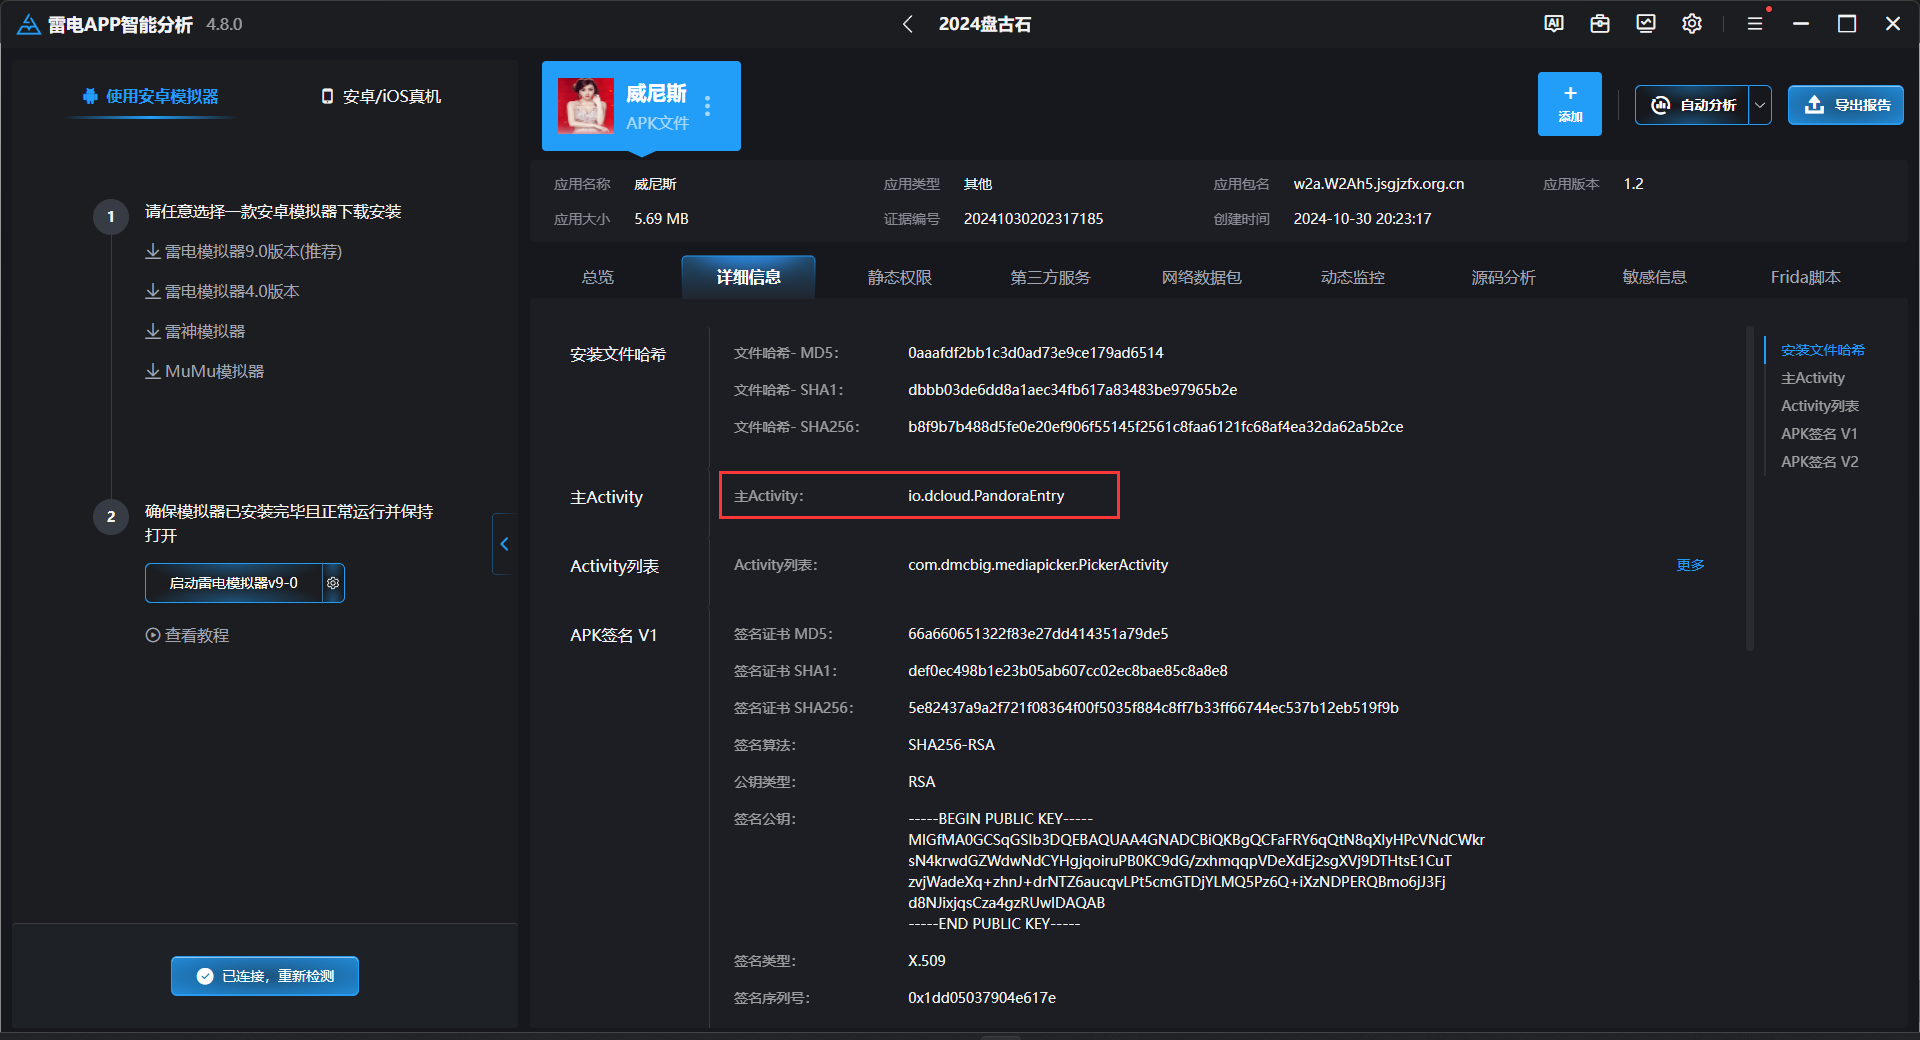 雷电APP智能分析 4.8.0
2024盘古石
使用安卓模拟器
安卓/iOS真机
1
请任意选择一款安卓模拟器下载安装
雷电模拟器9.0版本(推荐)
雷电模拟器4.0版本
雷神模拟器
MuMu模拟器
2
确保模拟器已安装完毕且正常运行并保持
打开
启动雷电模拟器v9-0
查看教程
已连接，重新检测
威尼斯
APK文件
添加
自动分析
导出报告
应用名称 威尼斯 应用类型 其他 应用包名 w2a.W2Ah5.jsgjzfx.org.cn 应用版本 1.2
应用大小 5.69 MB 证据编号 20241030202317185 创建时间 2024-10-30 20:23:17
总览 详细信息 静态权限 第三方服务 网络数据包 动态监控 源码分析 敏感信息 Frida脚本
安装文件哈希
文件哈希- MD5： 0aaafdf2bb1c3d0ad73e9ce179ad6514
文件哈希- SHA1： dbbb03de6dd8a1aec34fb617a83483be97965b2e
文件哈希- SHA256： b8f9b7b488d5fe0e20ef906f55145f2561c8faa6121fc68af4ea32da62a5b2ce
主Activity
主Activity： io.dcloud.PandoraEntry
Activity列表
Activity列表： com.dmcbig.mediapicker.PickerActivity 更多
APK签名 V1
签名证书 MD5： 66a660651322f83e27dd414351a79de5
签名证书 SHA1： def0ec498b1e23b05ab607cc02ec8bae85c8a8e8
签名证书 SHA256： 5e82437a9a2f721f08364f00f5035f884c8ff7b33ff66744ec537b12eb519f9b
签名算法： SHA256-RSA
公钥类型： RSA
签名公钥： -----BEGIN PUBLIC KEY-----
MIGfMA0GCSqGSIb3DQEBAQUAA4GNADCBiQKBgQCFaFRY6qQtN8qXlyHPcVNdCWkr
sN4krwdGZWdwNdCYHgjqoiruPB0KC9dG/zxhmqqpVDeXdEj2sgXVj9DTHtsE1CuT
zvjWadeXq+zhnJ+drNTZ6aucqvLPt5cmGTDjYLMQ5Pz6Q+iXzNDPERQBmo6jJ3Fj
d8NJixjqsCza4gzRUwIDAQAB
-----END PUBLIC KEY-----
签名类型： X.509
签名序列号： 0x1dd05037904e617e
安装文件哈希
主Activity
Activity列表
APK签名 V1
APK签名 V2